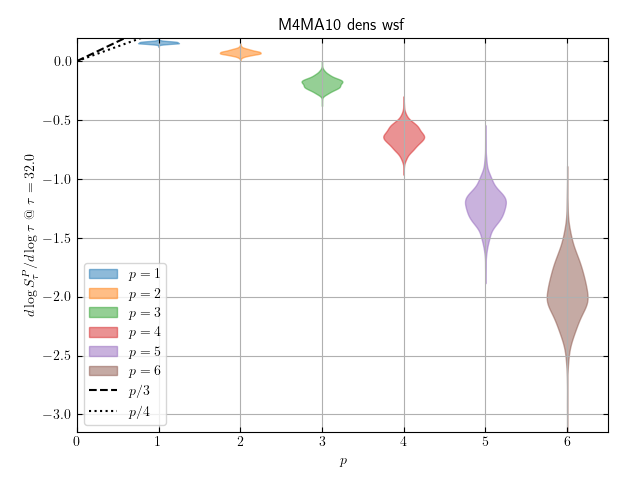 M4MA10 dens wsf
d log S_τ^P / d log τ @ τ = 32.0
0.0
−0.5
−1.0
−1.5
−2.0
−2.5
−3.0
p = 1
p = 2
p = 3
p = 4
p = 5
p = 6
p/3
p/4
0 1 2 3 4 5 6
p